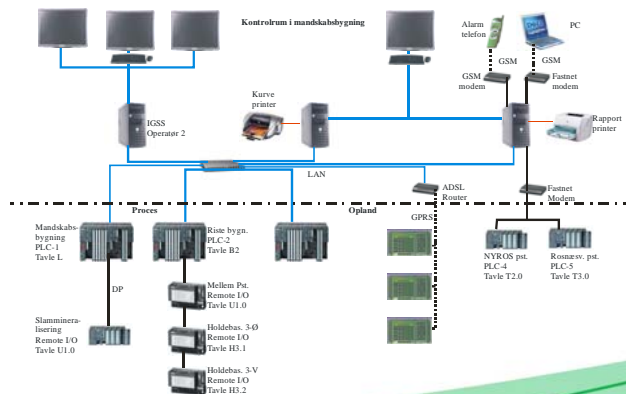 Kontrolrum i mandskabsbygning
Alarm
telefon
PC
GSM
GSM
GSM
modem
Fastnet
modem
Kurve
printer
IGSS
Operatør 2
Rapport
printer
LAN
ADSL
Router
Fastnet
Modem
Proces
Opland
Mandskabs-
bygning
PLC-1
Tavle L
Riste bygn.
PLC-2
Tavle B2
GPRS
NYROS pst.
PLC-4
Tavle T2.0
Rosnæsv. pst.
PLC-5
Tavle T3.0
DP
Mellem Pst.
Remote I/O
Tavle U1.0
Slamminera-
lisering
Remote I/O
Tavle U1.0
Holdebas. 3-Ø
Remote I/O
Tavle H3.1
Holdebas. 3-V
Remote I/O
Tavle H3.2